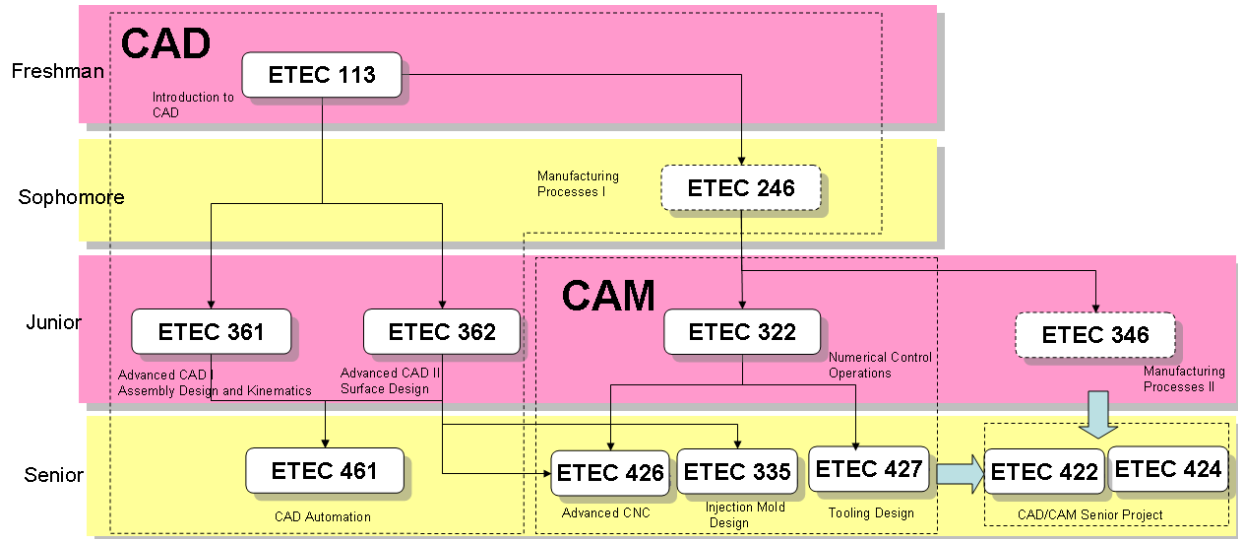 CAD
Freshman
ETEC 113
Introduction to
CAD
Sophomore
Manufacturing
Processes I
ETEC 246
CAM
Junior
ETEC 361
ETEC 362
ETEC 322
ETEC 346
Advanced CAD I
Assembly Design and Kinematics
Advanced CAD II
Surface Design
Numerical Control
Operations
Manufacturing
Processes II
Senior
ETEC 461
ETEC 426
ETEC 335
ETEC 427
ETEC 422
ETEC 424
CAD Automation
Advanced CNC
Injection Mold
Design
Tooling Design
CAD/CAM Senior Project